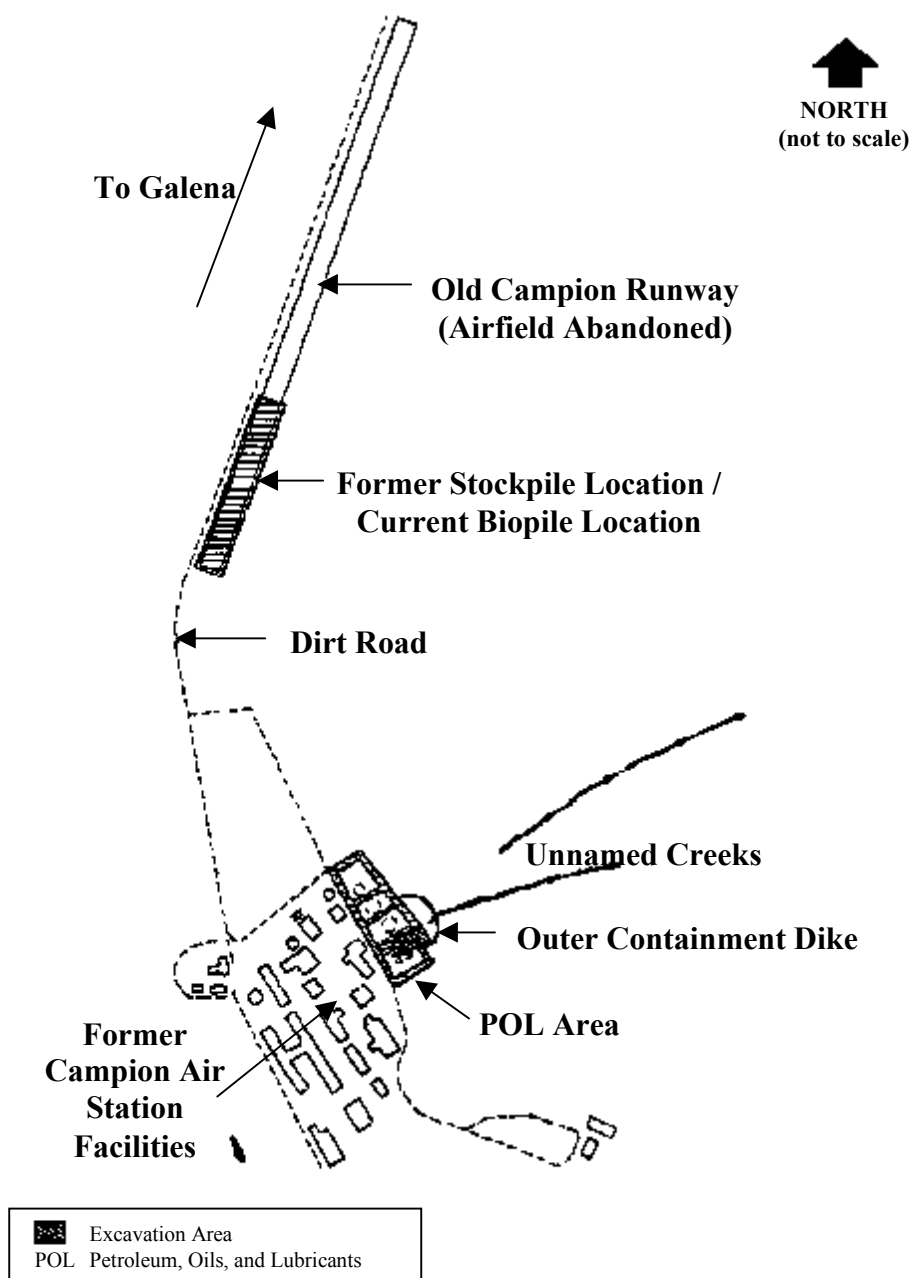 NORTH
(not to scale)
To Galena
Old Campion Runway
(Airfield Abandoned)
Former Stockpile Location /
Current Biopile Location
Dirt Road
Unnamed Creeks
Outer Containment Dike
POL Area
Former
Campion Air
Station
Facilities
Excavation Area
POL Petroleum, Oils, and Lubricants